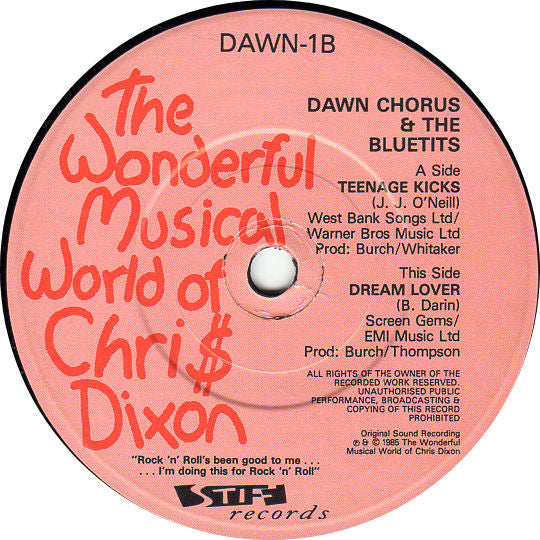 DAWN-1B
The
Wonderful
Musical
World of
Chri$
Dixon
DAWN CHORUS
& THE
BLUETITS
A Side
TEENAGE KICKS
(J. J. O'Neill)
West Bank Songs Ltd/
Warner Bros Music Ltd
Prod: Burch/Whitaker
This Side
DREAM LOVER
(B. Darin)
Screen Gems/
EMI Music Ltd
Prod: Burch/Thompson
ALL RIGHTS OF THE OWNER OF THE
RECORDED WORK RESERVED.
UNAUTHORISED PUBLIC
PERFORMANCE, BROADCASTING &
COPYING OF THIS RECORD
PROHIBITED
Original Sound Recording
℗ & © 1985 The Wonderful
Musical World of Chris Dixon
"Rock 'n' Roll's been good to me . . .
. . . I'm doing this for Rock 'n' Roll"
STIFF
records